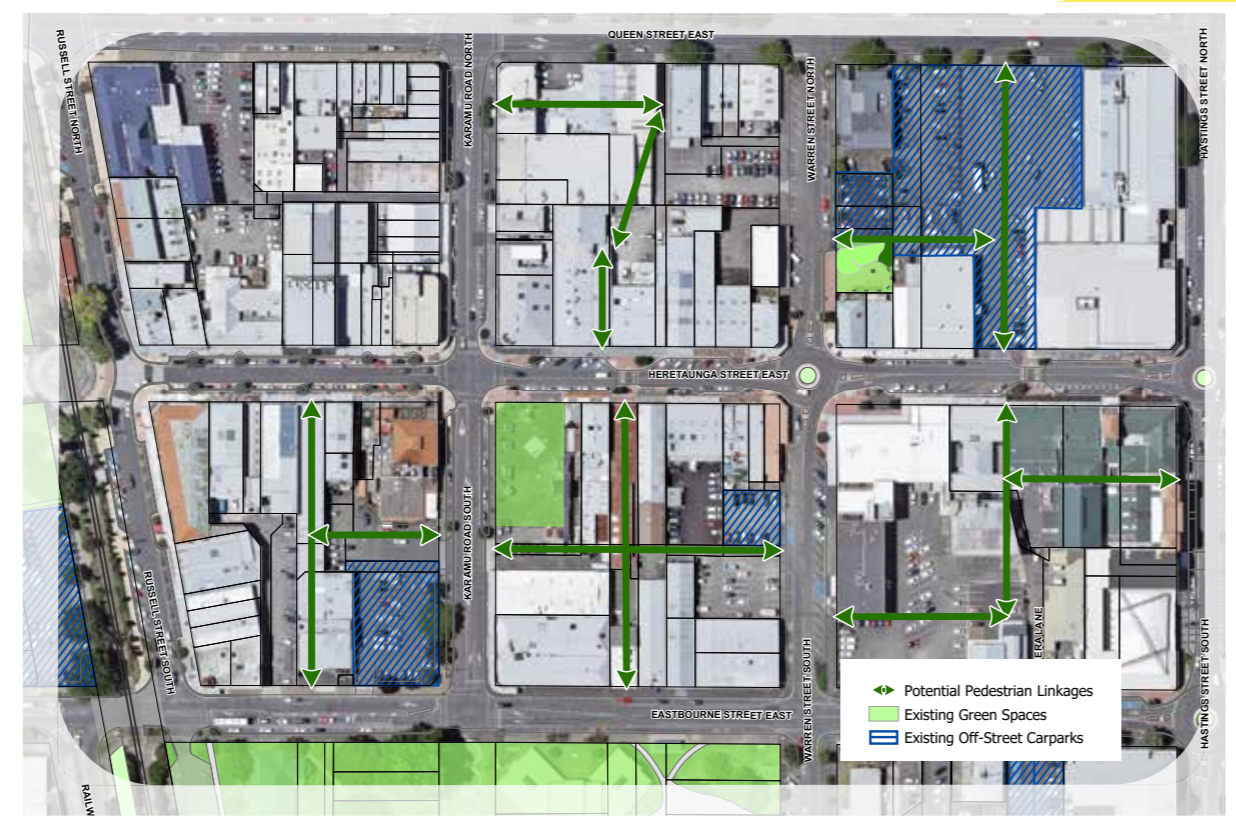 QUEEN STREET EAST
RUSSELL STREET NORTH
KARAMU ROAD NORTH
WARREN STREET NORTH
HASTINGS STREET NORTH
HERETAUNGA STREET EAST
RUSSELL STREET SOUTH
KARAMU ROAD SOUTH
WARREN STREET SOUTH
ERALANE
HASTINGS STREET SOUTH
EASTBOURNE STREET EAST
RAILW
Potential Pedestrian Linkages
Existing Green Spaces
Existing Off-Street Carparks